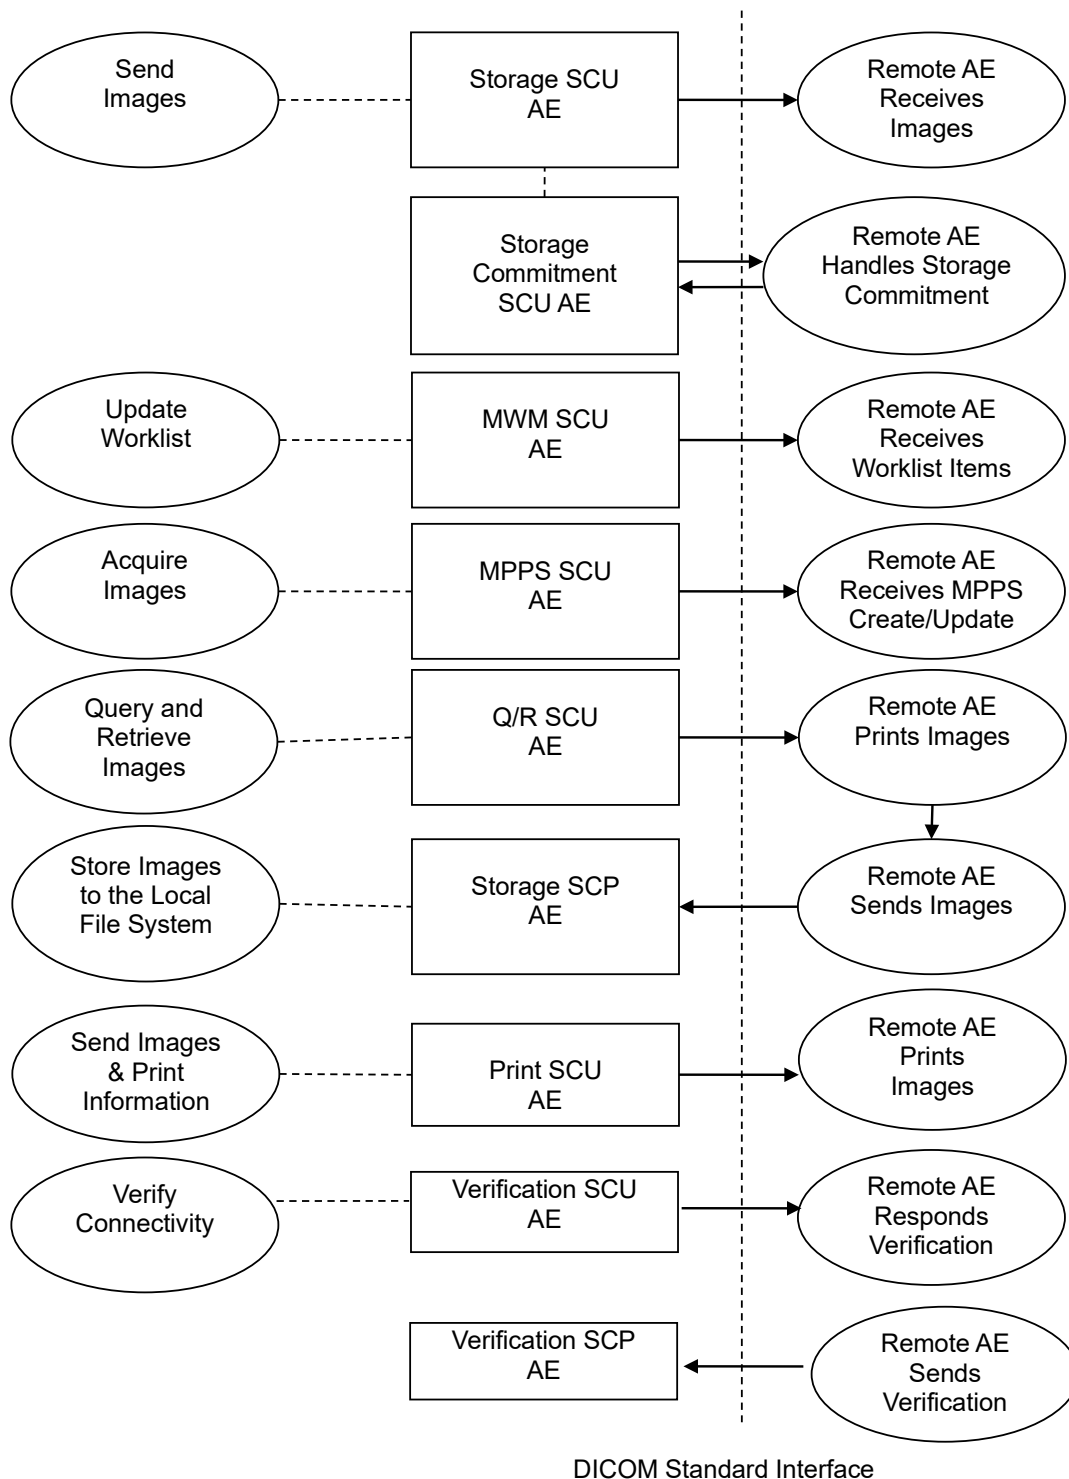 Send
Images
Storage SCU
AE
Remote AE
Receives
Images
Storage
Commitment
SCU AE
Remote AE
Handles Storage
Commitment
Update
Worklist
MWM SCU
AE
Remote AE
Receives
Worklist Items
Acquire
Images
MPPS SCU
AE
Remote AE
Receives MPPS
Create/Update
Query and
Retrieve
Images
Q/R SCU
AE
Remote AE
Prints Images
Store Images
to the Local
File System
Storage SCP
AE
Remote AE
Sends Images
Send Images
& Print
Information
Print SCU
AE
Remote AE
Prints
Images
Verify
Connectivity
Verification SCU
AE
Remote AE
Responds
Verification
Verification SCP
AE
Remote AE
Sends
Verification
DICOM Standard Interface